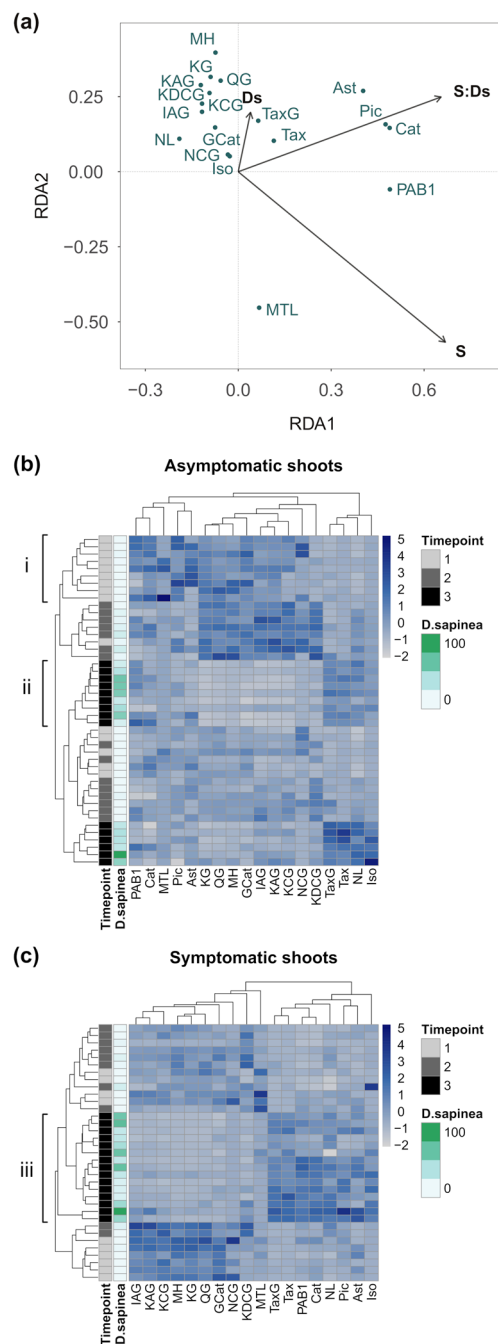 (a)
MH
KG
KAG
QG
KDCG
KCG
IAG
Ds
TaxG
Ast
S:Ds
Pic
Cat
NL
GCat
Tax
NCG
Iso
PAB1
MTL
S
0.25
0.00
−0.25
−0.50
RDA2
−0.3
0.0
0.3
0.6
RDA1
(b)
Asymptomatic shoots
i
ii
5
4
3
2
1
0
−1
−2
Timepoint
1
2
3
D.sapinea
100
0
Timepoint
D.sapinea
PAB1
Cat
MTL
Pic
Ast
KG
QG
MH
GCat
IAG
KAG
KCG
NCG
KDCG
TaxG
Tax
NL
Iso
(c)
Symptomatic shoots
iii
5
4
3
2
1
0
−1
−2
Timepoint
1
2
3
D.sapinea
100
0
Timepoint
D.sapinea
IAG
KAG
KCG
MH
KG
QG
GCat
NCG
KDCG
MTL
TaxG
Tax
PAB1
Cat
NL
Pic
Ast
Iso